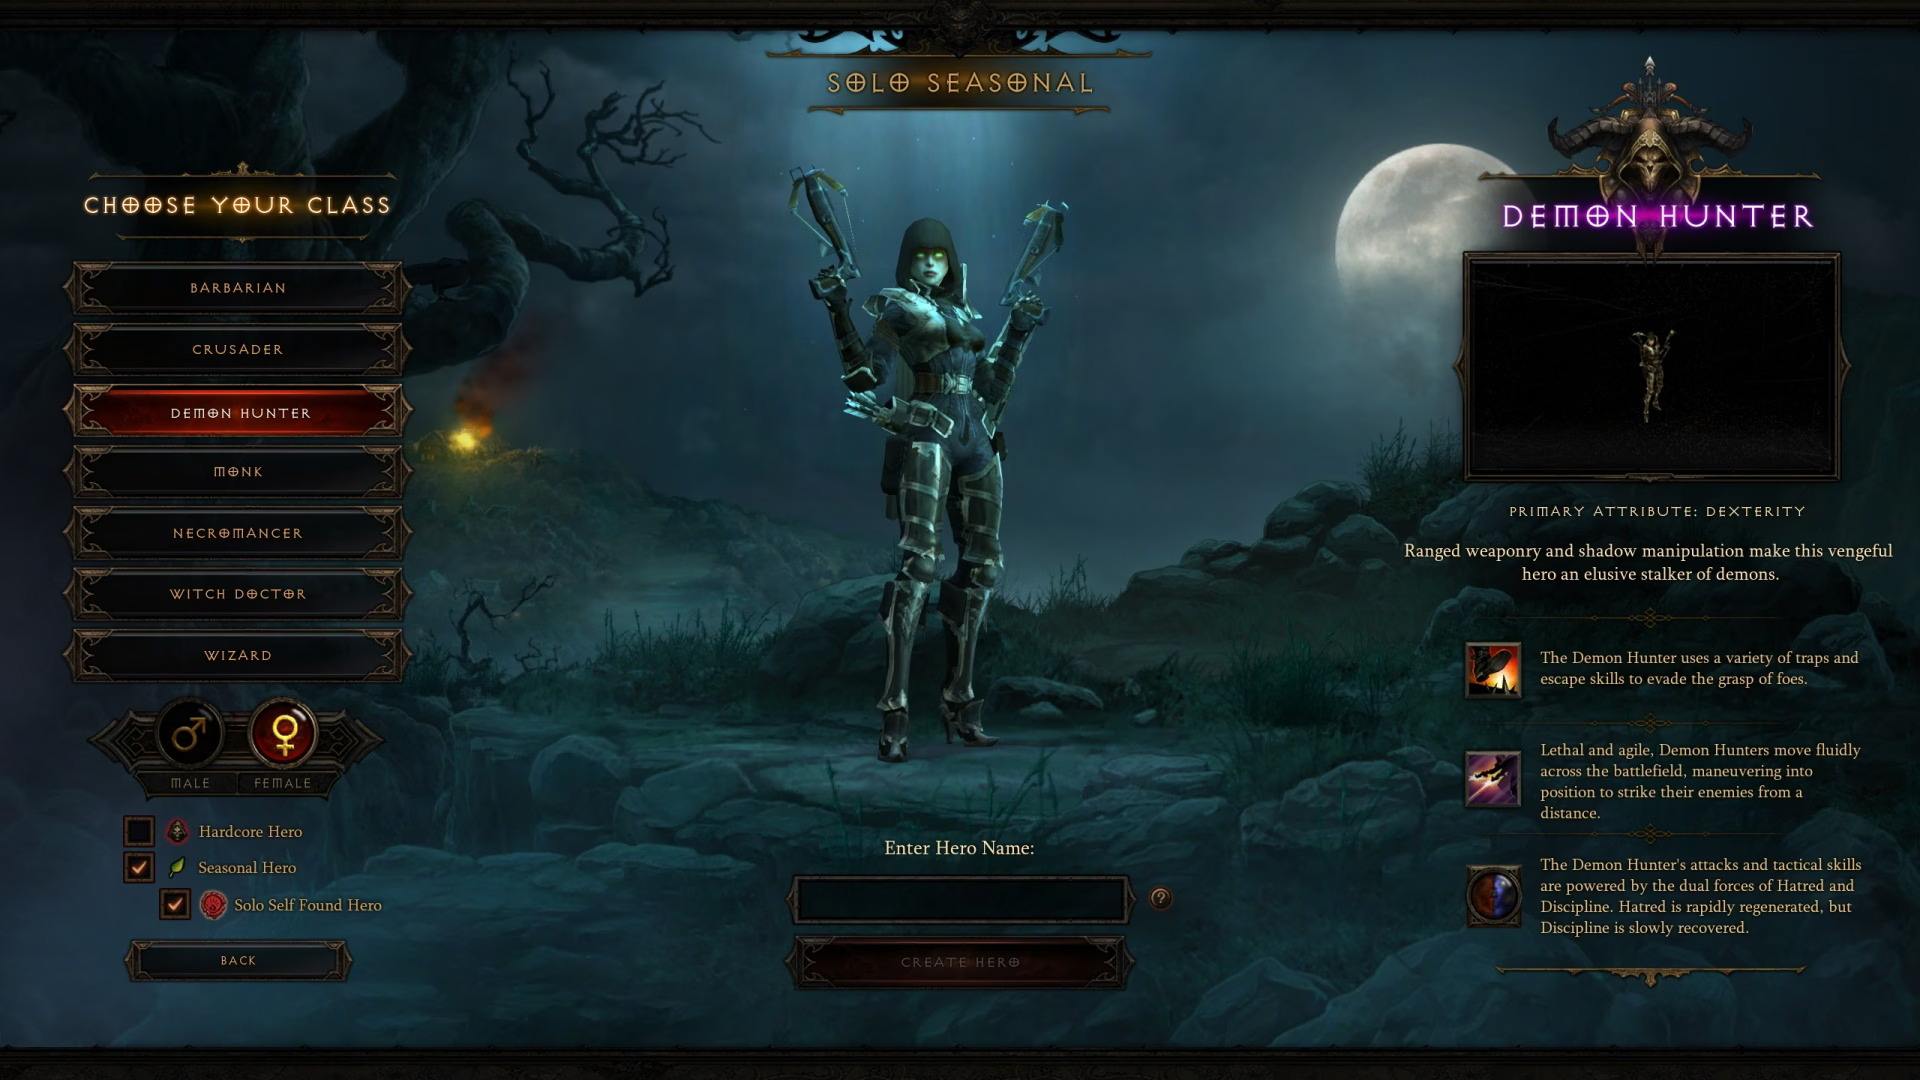 SOLO SEASONAL
CHOOSE YOUR CLASS
BARBARIAN
CRUSADER
DEMON HUNTER
MONK
NECROMANCER
WITCH DOCTOR
WIZARD
MALE
FEMALE
Hardcore Hero
Seasonal Hero
Solo Self Found Hero
BACK
Enter Hero Name:
?
CREATE HERO
DEMON HUNTER
PRIMARY ATTRIBUTE: DEXTERITY
Ranged weaponry and shadow manipulation make this vengeful
hero an elusive stalker of demons.
The Demon Hunter uses a variety of traps and
escape skills to evade the grasp of foes.
Lethal and agile, Demon Hunters move fluidly
across the battlefield, maneuvering into
position to strike their enemies from a
distance.
The Demon Hunter's attacks and tactical skills
are powered by the dual forces of Hatred and
Discipline. Hatred is rapidly regenerated, but
Discipline is slowly recovered.